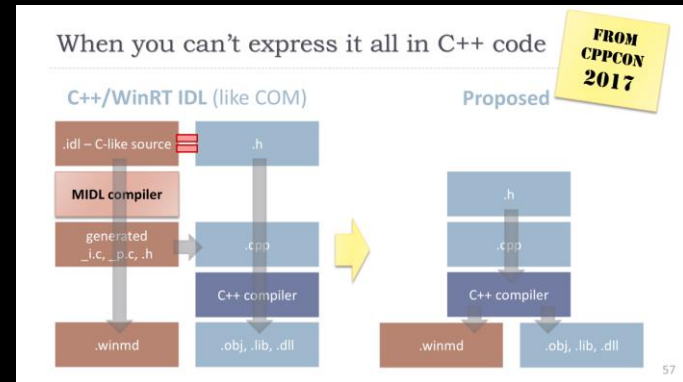 When you can't express it all in C++ code
FROM
CPPCON
2017
C++/WinRT IDL (like COM)
Proposed
.idl – C-like source
.h
MIDL compiler
generated
_i.c, _p.c, .h
.cpp
C++ compiler
.winmd
.obj, .lib, .dll
.h
.cpp
C++ compiler
.winmd
.obj, .lib, .dll
57